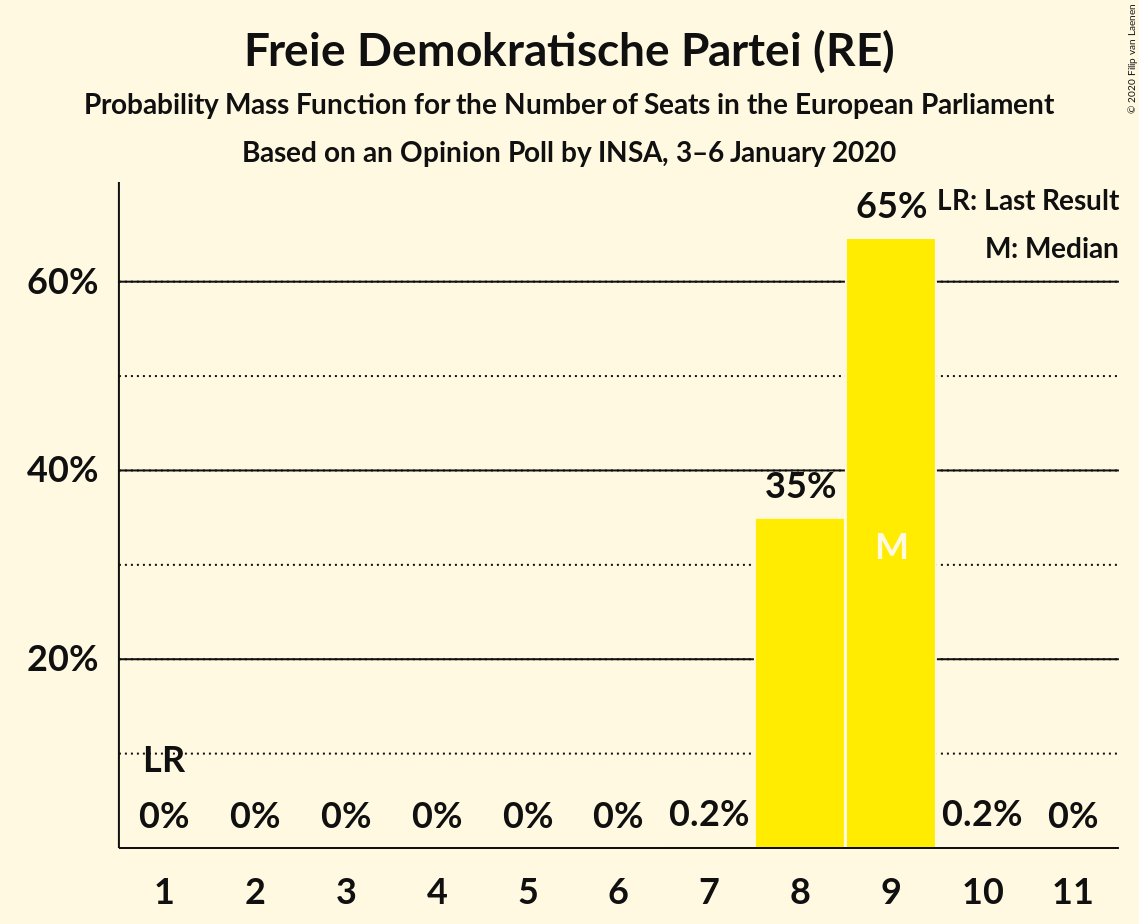 Freie Demokratische Partei (RE)
Probability Mass Function for the Number of Seats in the European Parliament
Based on an Opinion Poll by INSA, 3–6 January 2020
© 2020 Filip van Laenen
65%
LR: Last Result
M: Median
60%
40%
35%
M
20%
LR
0% 0% 0% 0% 0% 0% 0.2% 0.2% 0%
1 2 3 4 5 6 7 8 9 10 11